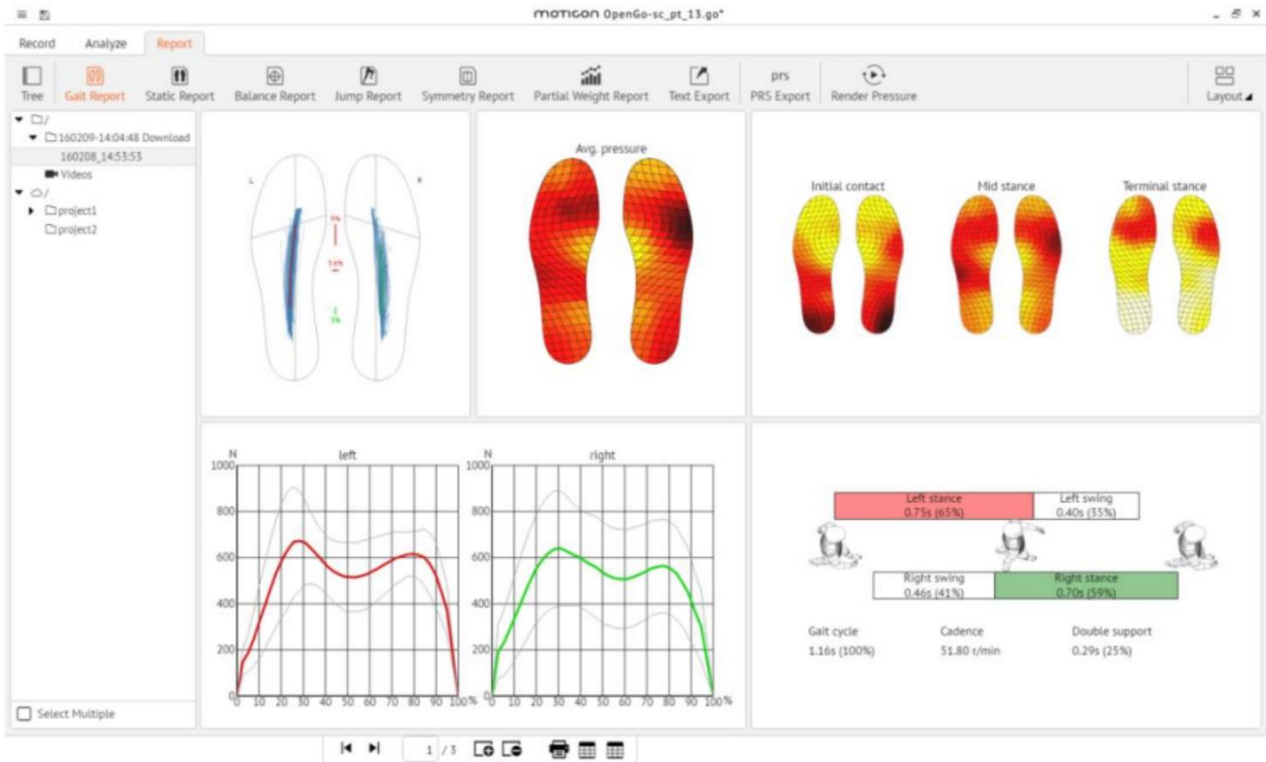 moticon OpenGo-sc_pt_13.go*
Record Analyze Report
Tree Gait Report Static Report Balance Report Jump Report Symmetry Report Partial Weight Report Text Export PRS Export Render Pressure Layout
prs
/
160209-14:04:48 Download
160208_14:53:53
Videos
/
project1
project2
Select Multiple
L R
Avg. pressure
Initial contact Mid stance Terminal stance
N left
1000
800
600
400
200
0
0 10 20 30 40 50 60 70 80 90 100%
N right
1000
800
600
400
200
0
0 10 20 30 40 50 60 70 80 90 100%
Left stance Left swing
0.75s (65%) 0.40s (35%)
Right swing Right stance
0.46s (41%) 0.70s (59%)
Gait cycle Cadence Double support
1.16s (100%) 51.80 r/min 0.29s (25%)
1 / 3